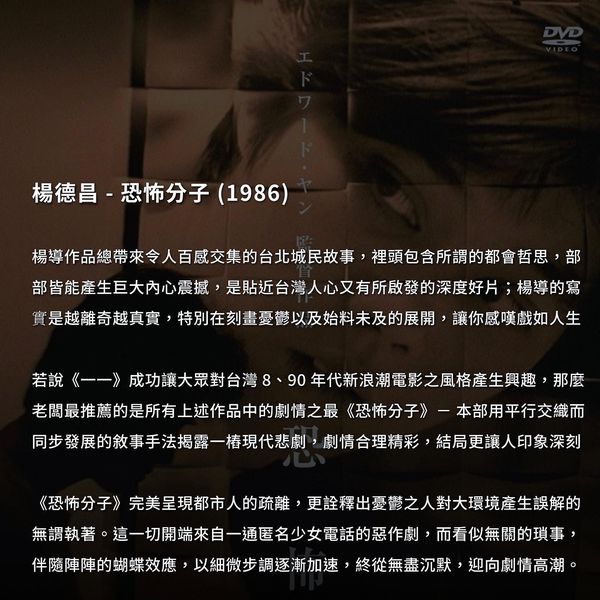 DVD
VIDEO
エドワード・ヤン 監督作品
楊德昌 - 恐怖分子 (1986)
楊導作品總帶來令人百感交集的台北城民故事，裡頭包含所謂的都會哲思，部
部皆能產生巨大內心震撼，是貼近台灣人心又有所啟發的深度好片；楊導的寫
實是越離奇越真實，特別在刻畫憂鬱以及始料未及的展開，讓你感嘆戲如人生
若說《一一》成功讓大眾對台灣 8、90 年代新浪潮電影之風格產生興趣，那麼
老闆最推薦的是所有上述作品中的劇情之最《恐怖分子》－ 本部用平行交織而
同步發展的敘事手法揭露一樁現代悲劇，劇情合理精彩，結局更讓人印象深刻
《恐怖分子》完美呈現都市人的疏離，更詮釋出憂鬱之人對大環境產生誤解的
無謂執著。這一切開端來自一通匿名少女電話的惡作劇，而看似無關的瑣事，
伴隨陣陣的蝴蝶效應，以細微步調逐漸加速，終從無盡沉默，迎向劇情高潮。
恐
怖